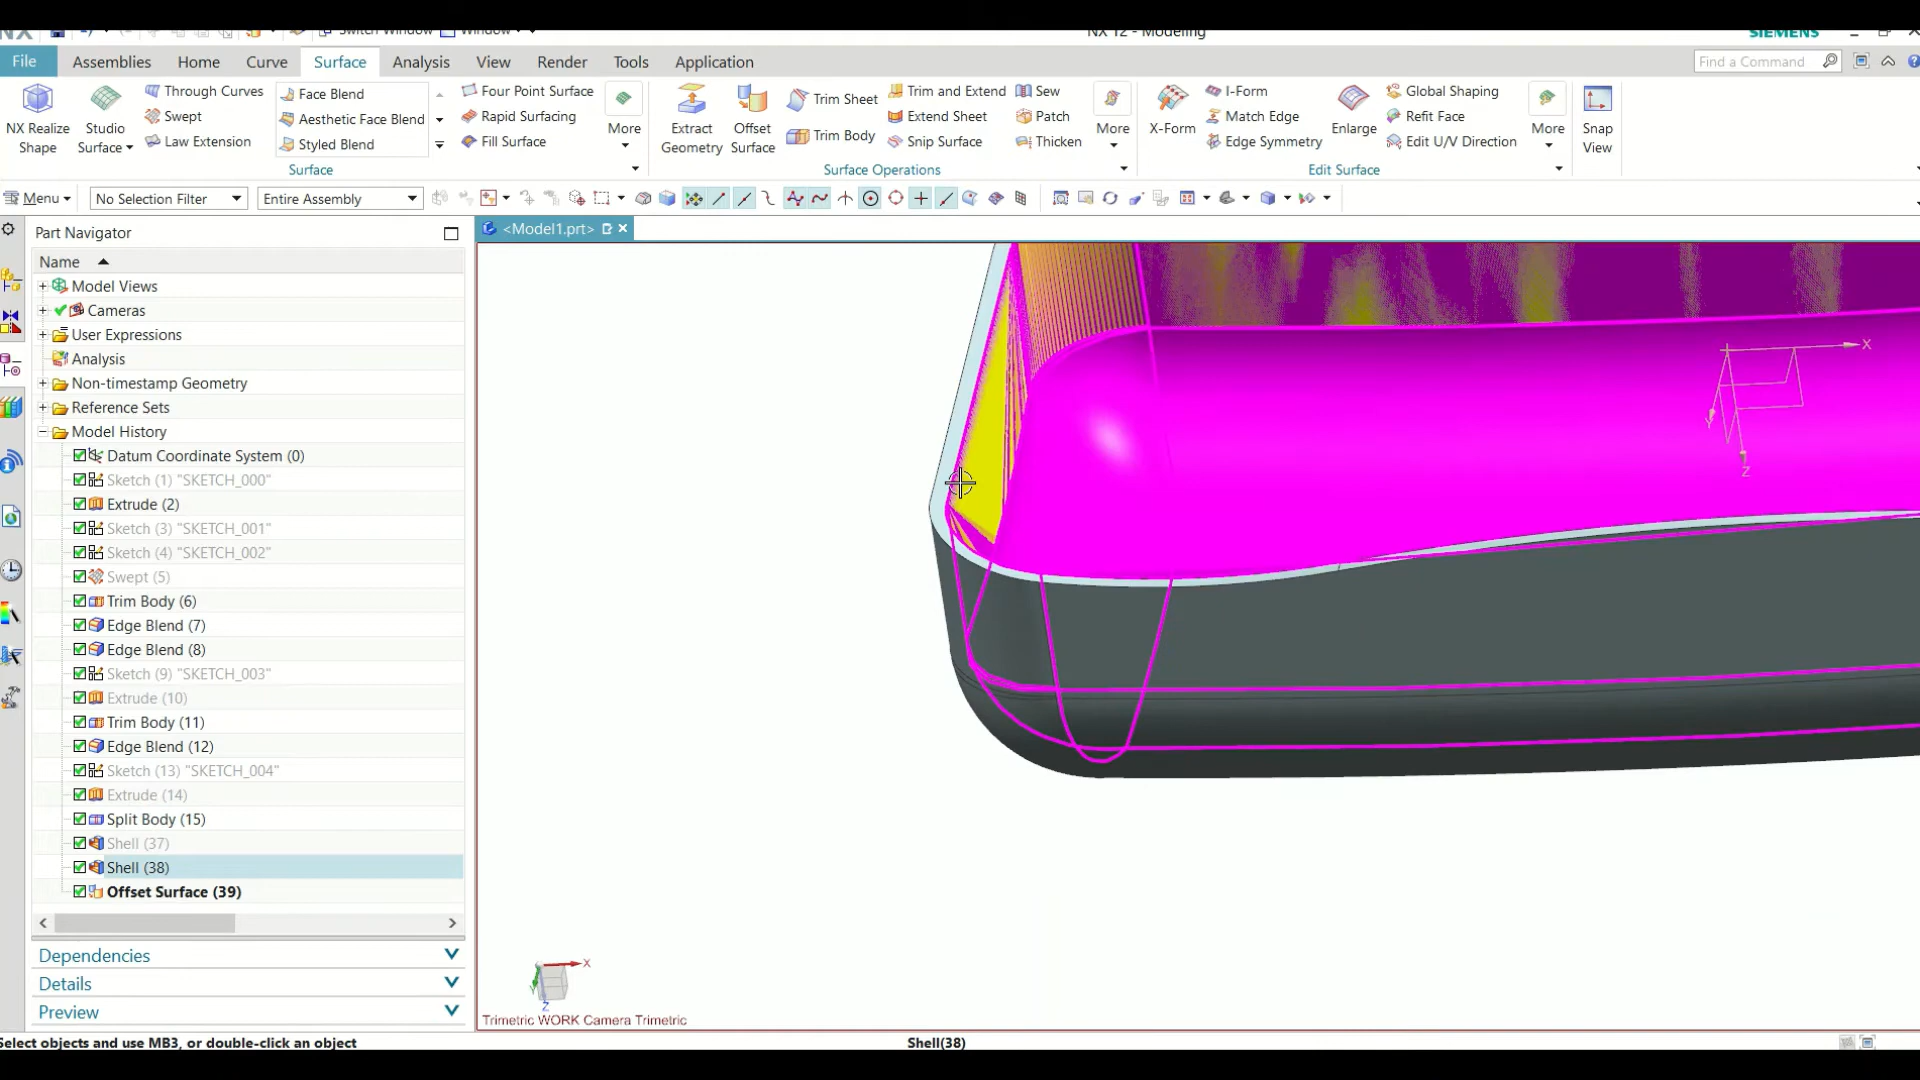 NX
Switch Window
Window
NX 12 - Modeling
SIEMENS
File
Assemblies
Home
Curve
Surface
Analysis
View
Render
Tools
Application
Find a Command
NX Realize
Shape
Studio
Surface
Through Curves
Swept
Law Extension
Face Blend
Aesthetic Face Blend
Styled Blend
Four Point Surface
Rapid Surfacing
Fill Surface
More
Surface
Extract
Geometry
Offset
Surface
Trim Sheet
Trim Body
Trim and Extend
Extend Sheet
Snip Surface
Sew
Patch
Thicken
More
Surface Operations
X-Form
I-Form
Match Edge
Edge Symmetry
Enlarge
Global Shaping
Refit Face
Edit U/V Direction
More
Edit Surface
Snap
View
Menu
No Selection Filter
Entire Assembly
Part Navigator
<Model1.prt>
Name
Model Views
Cameras
User Expressions
Analysis
Non-timestamp Geometry
Reference Sets
Model History
Datum Coordinate System (0)
Sketch (1) "SKETCH_000"
Extrude (2)
Sketch (3) "SKETCH_001"
Sketch (4) "SKETCH_002"
Swept (5)
Trim Body (6)
Edge Blend (7)
Edge Blend (8)
Sketch (9) "SKETCH_003"
Extrude (10)
Trim Body (11)
Edge Blend (12)
Sketch (13) "SKETCH_004"
Extrude (14)
Split Body (15)
Shell (37)
Shell (38)
Offset Surface (39)
Dependencies
Details
Preview
X
Y
Z
X
Y
Z
Trimetric WORK Camera Trimetric
Select objects and use MB3, or double-click an object
Shell(38)